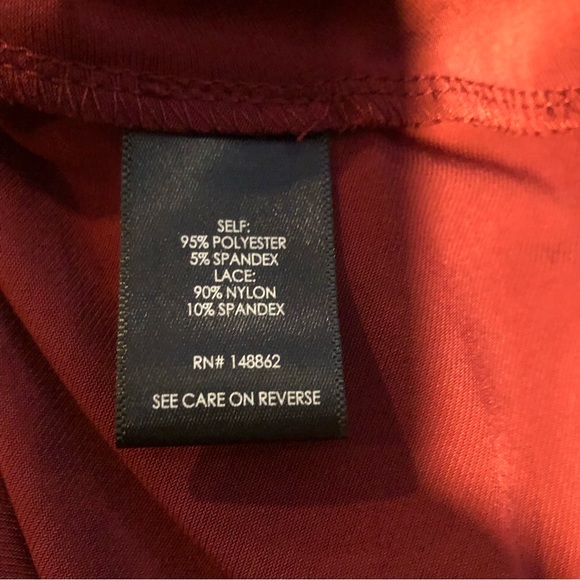 SELF:
95% POLYESTER
5% SPANDEX
LACE:
90% NYLON
10% SPANDEX
RN# 148862
SEE CARE ON REVERSE